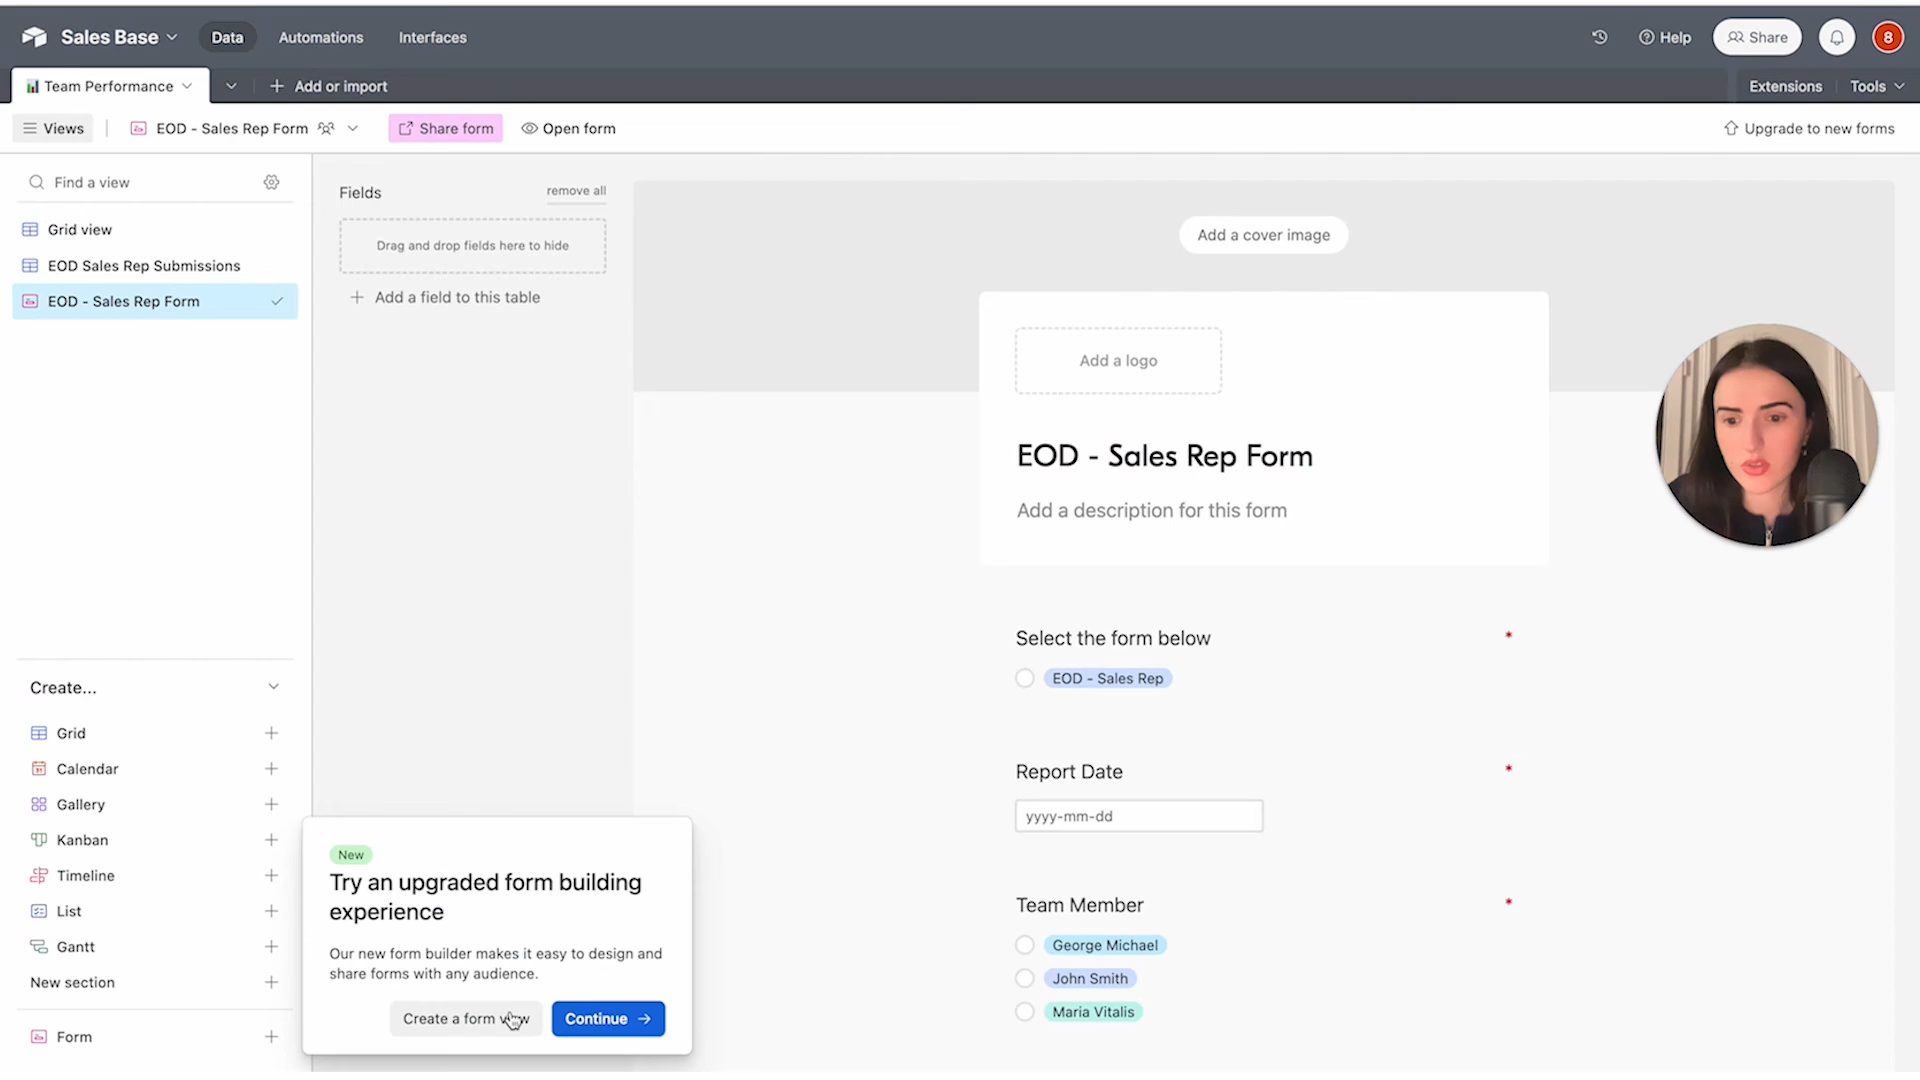 Sales Base
Data
Automations
Interfaces
Help
Share
8
Team Performance
Add or import
Extensions
Tools
Views
EOD - Sales Rep Form
Share form
Open form
Upgrade to new forms
Find a view
Grid view
EOD Sales Rep Submissions
EOD - Sales Rep Form
Create...
Grid
Calendar
Gallery
Kanban
Timeline
List
Gantt
New section
Form
Fields
remove all
Drag and drop fields here to hide
Add a field to this table
Add a cover image
Add a logo
EOD - Sales Rep Form
Add a description for this form
Select the form below *
EOD - Sales Rep
Report Date *
yyyy-mm-dd
Team Member *
George Michael
John Smith
Maria Vitalis
New
Try an upgraded form building
experience
Our new form builder makes it easy to design and
share forms with any audience.
Create a form view
Continue